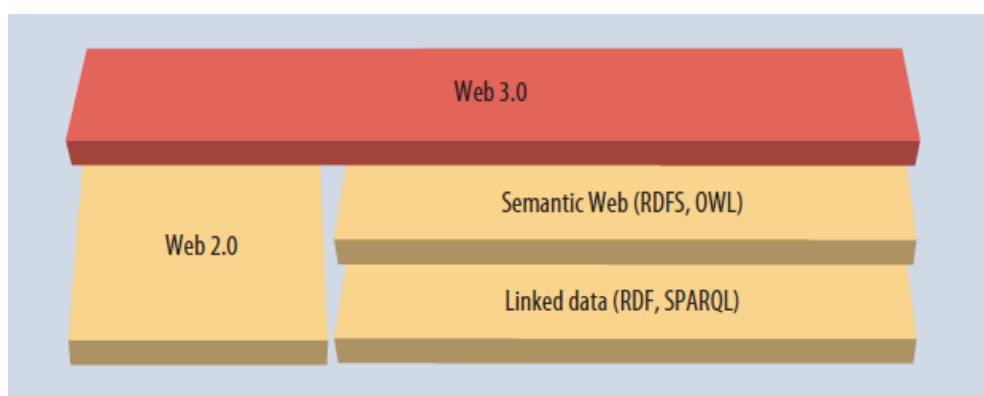 Web 3.0
Web 2.0
Semantic Web (RDFS, OWL)
Linked data (RDF, SPARQL)